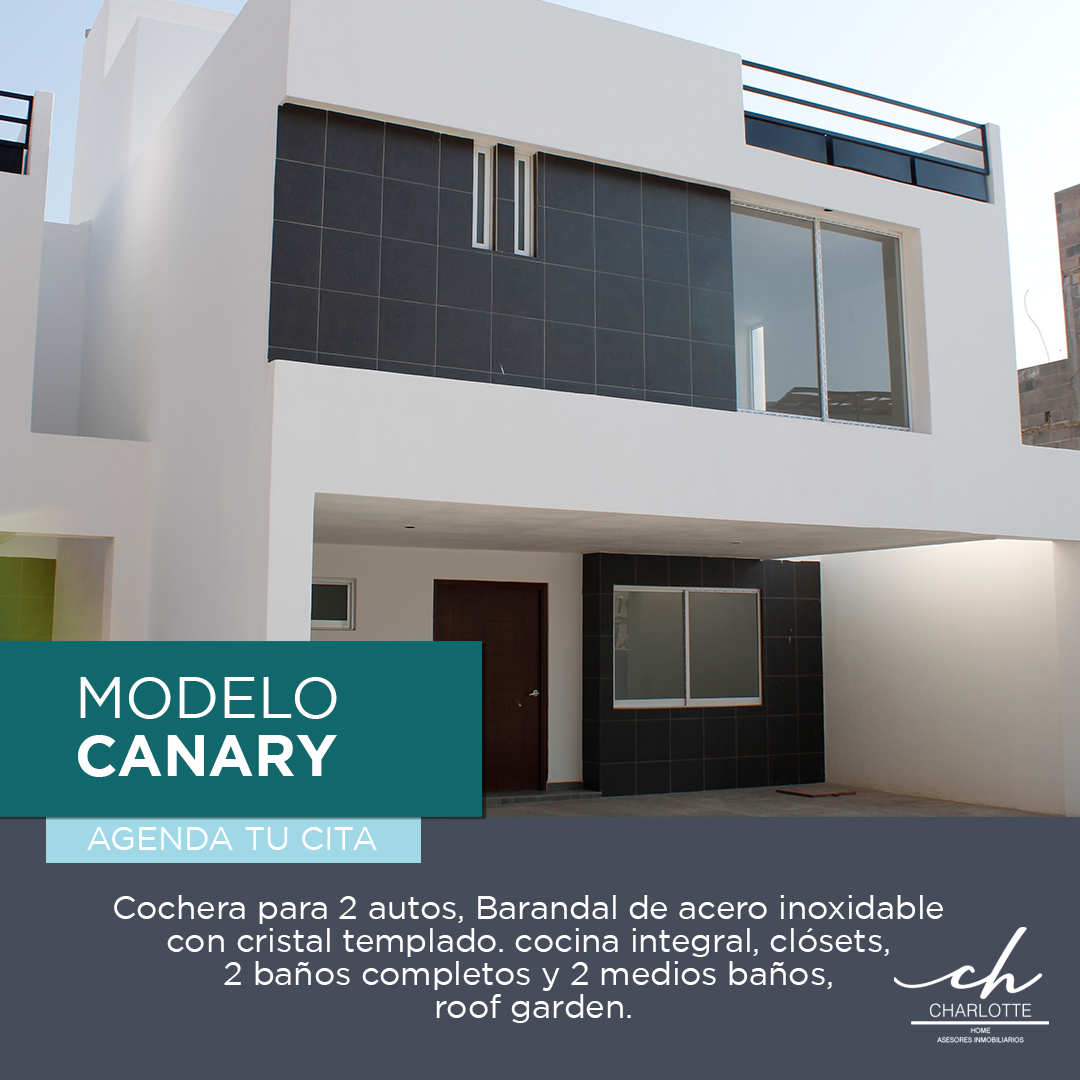 MODELO
CANARY
AGENDA TU CITA
Cochera para 2 autos, Barandal de acero inoxidable
con cristal templado. cocina integral, clósets,
2 baños completos y 2 medios baños,
roof garden.
ch
CHARLOTTE
HOME
ASESORES INMOBILIARIOS